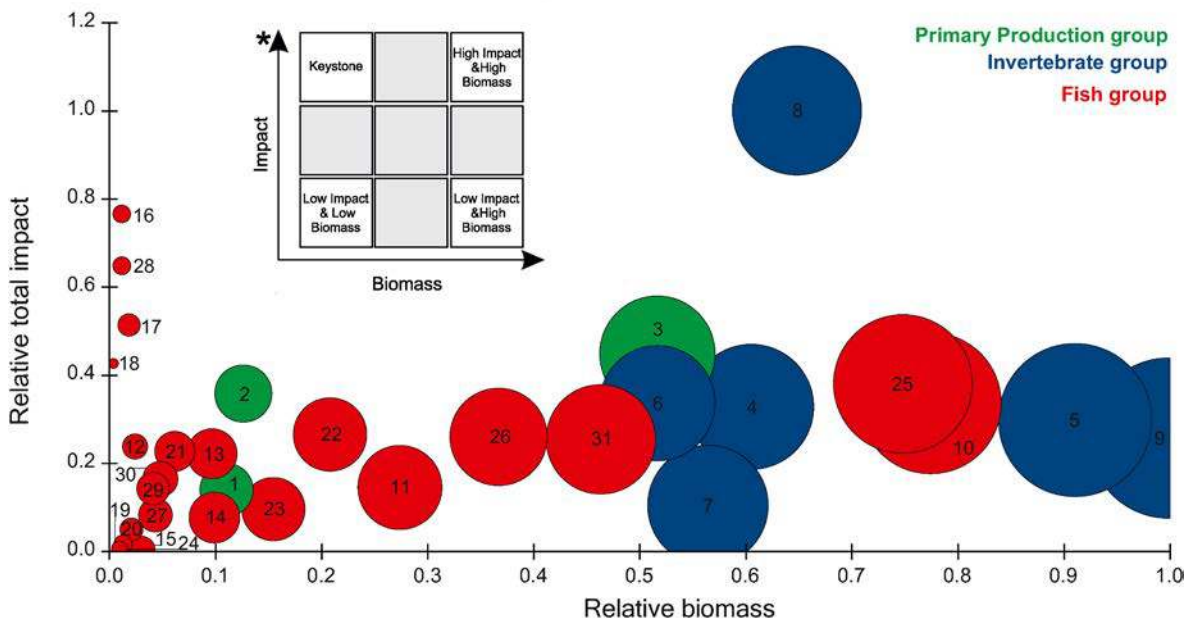 1.2
1.0
0.8
0.6
0.4
0.2
0.0
Relative total impact
*
Impact
Keystone
High Impact
&High
Biomass
Low Impact
& Low
Biomass
Low Impact
&High
Biomass
Biomass
Primary Production group
Invertebrate group
Fish group
8
16
28
17
18
3
2
6
4
25
10
5
9
12
21
13
22
26
31
30
29
1
11
19
27
14
23
7
20
15
24
0.0
0.1
0.2
0.3
0.4
0.5
0.6
0.7
0.8
0.9
1.0
Relative biomass